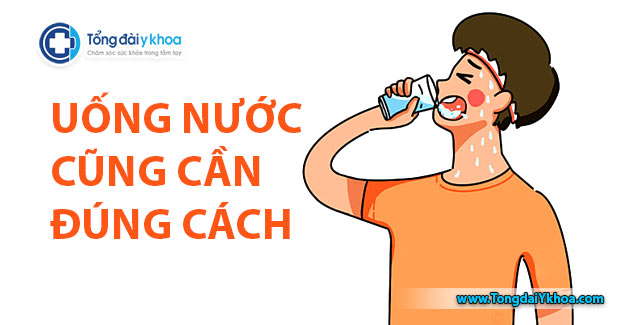 Tổng đài y khoa
Chăm sóc sức khỏe trong tầm tay
UỐNG NƯỚC
CŨNG CẦN
ĐÚNG CÁCH
www.TongdaiYkhoa.com